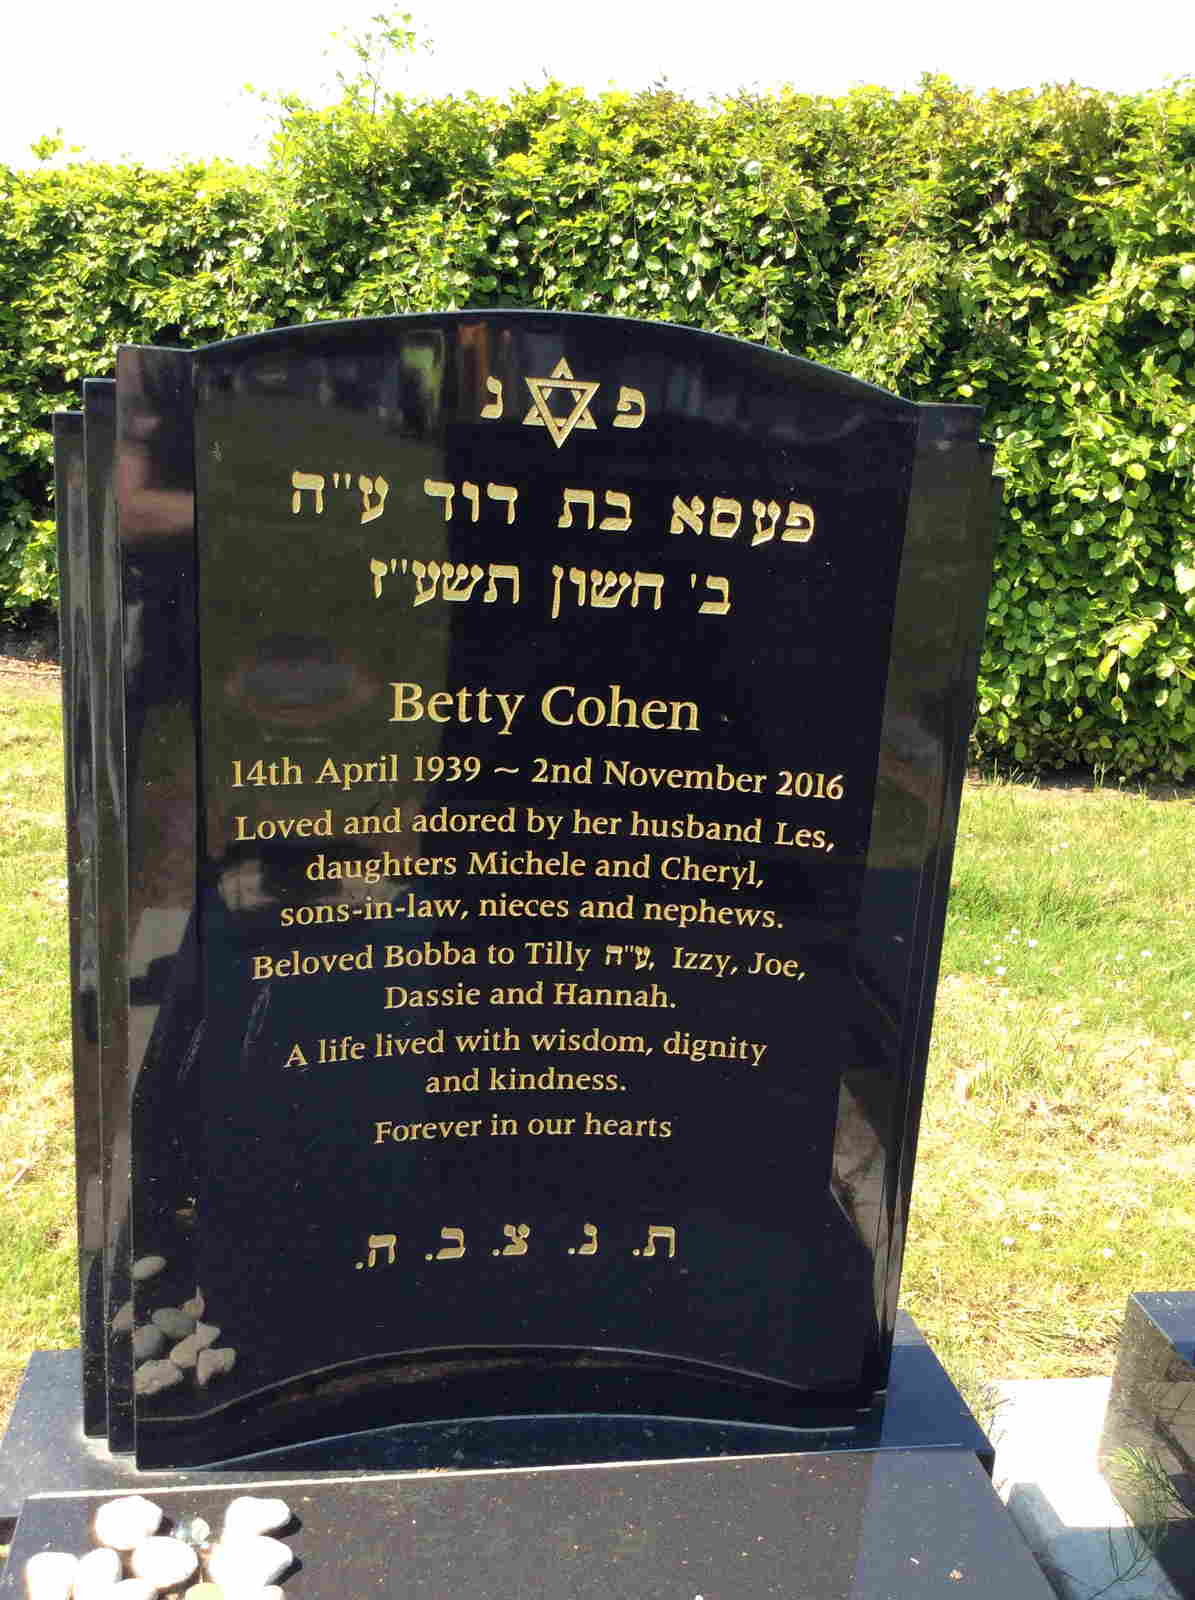 פ נ
פעסא בת דוד ע"ה
ב' חשון תשע"ז
Betty Cohen
14th April 1939 ~ 2nd November 2016
Loved and adored by her husband Les,
daughters Michele and Cheryl,
sons-in-law, nieces and nephews.
Beloved Bobba to Tilly ע"ה, Izzy, Joe,
Dassie and Hannah.
A life lived with wisdom, dignity
and kindness.
Forever in our hearts
ת. נ. צ. ב. ה.